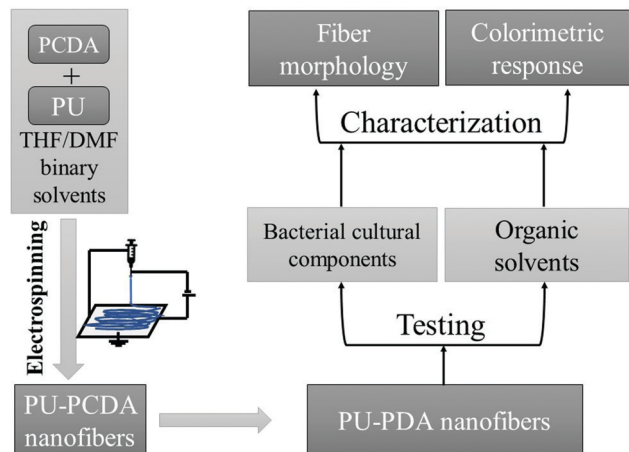 PCDA
+
PU
THF/DMF
binary
solvents
Electrospinning
PU-PCDA
nanofibers
Fiber
morphology
Colorimetric
response
Characterization
Bacterial cultural
components
Organic
solvents
Testing
PU-PDA nanofibers